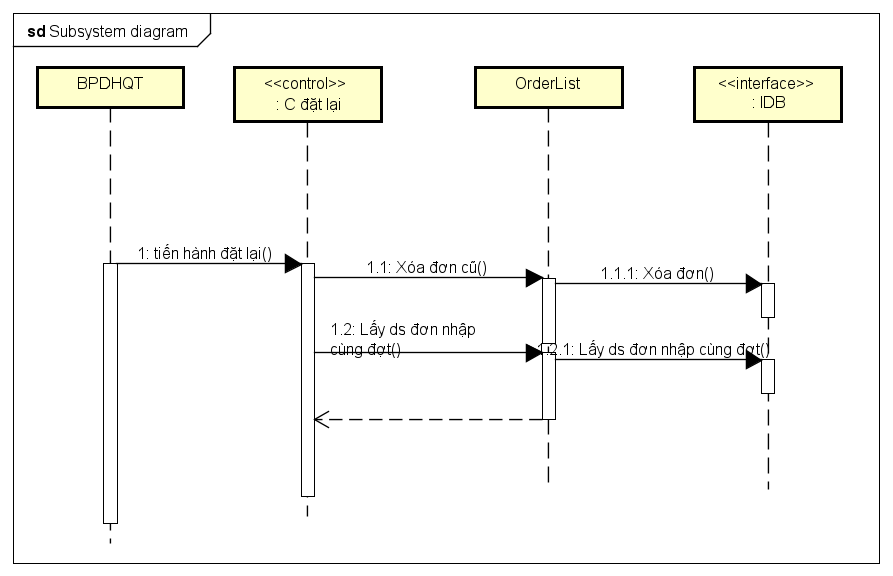 sd Subsystem diagram
BPDHQT
<<control>>
: C đặt lại
OrderList
<<interface>>
: IDB
1: tiến hành đặt lại()
1.1: Xóa đơn cũ()
1.1.1: Xóa đơn()
1.2: Lấy ds đơn nhập
cùng đợt()
1.2.1: Lấy ds đơn nhập cùng đợt()